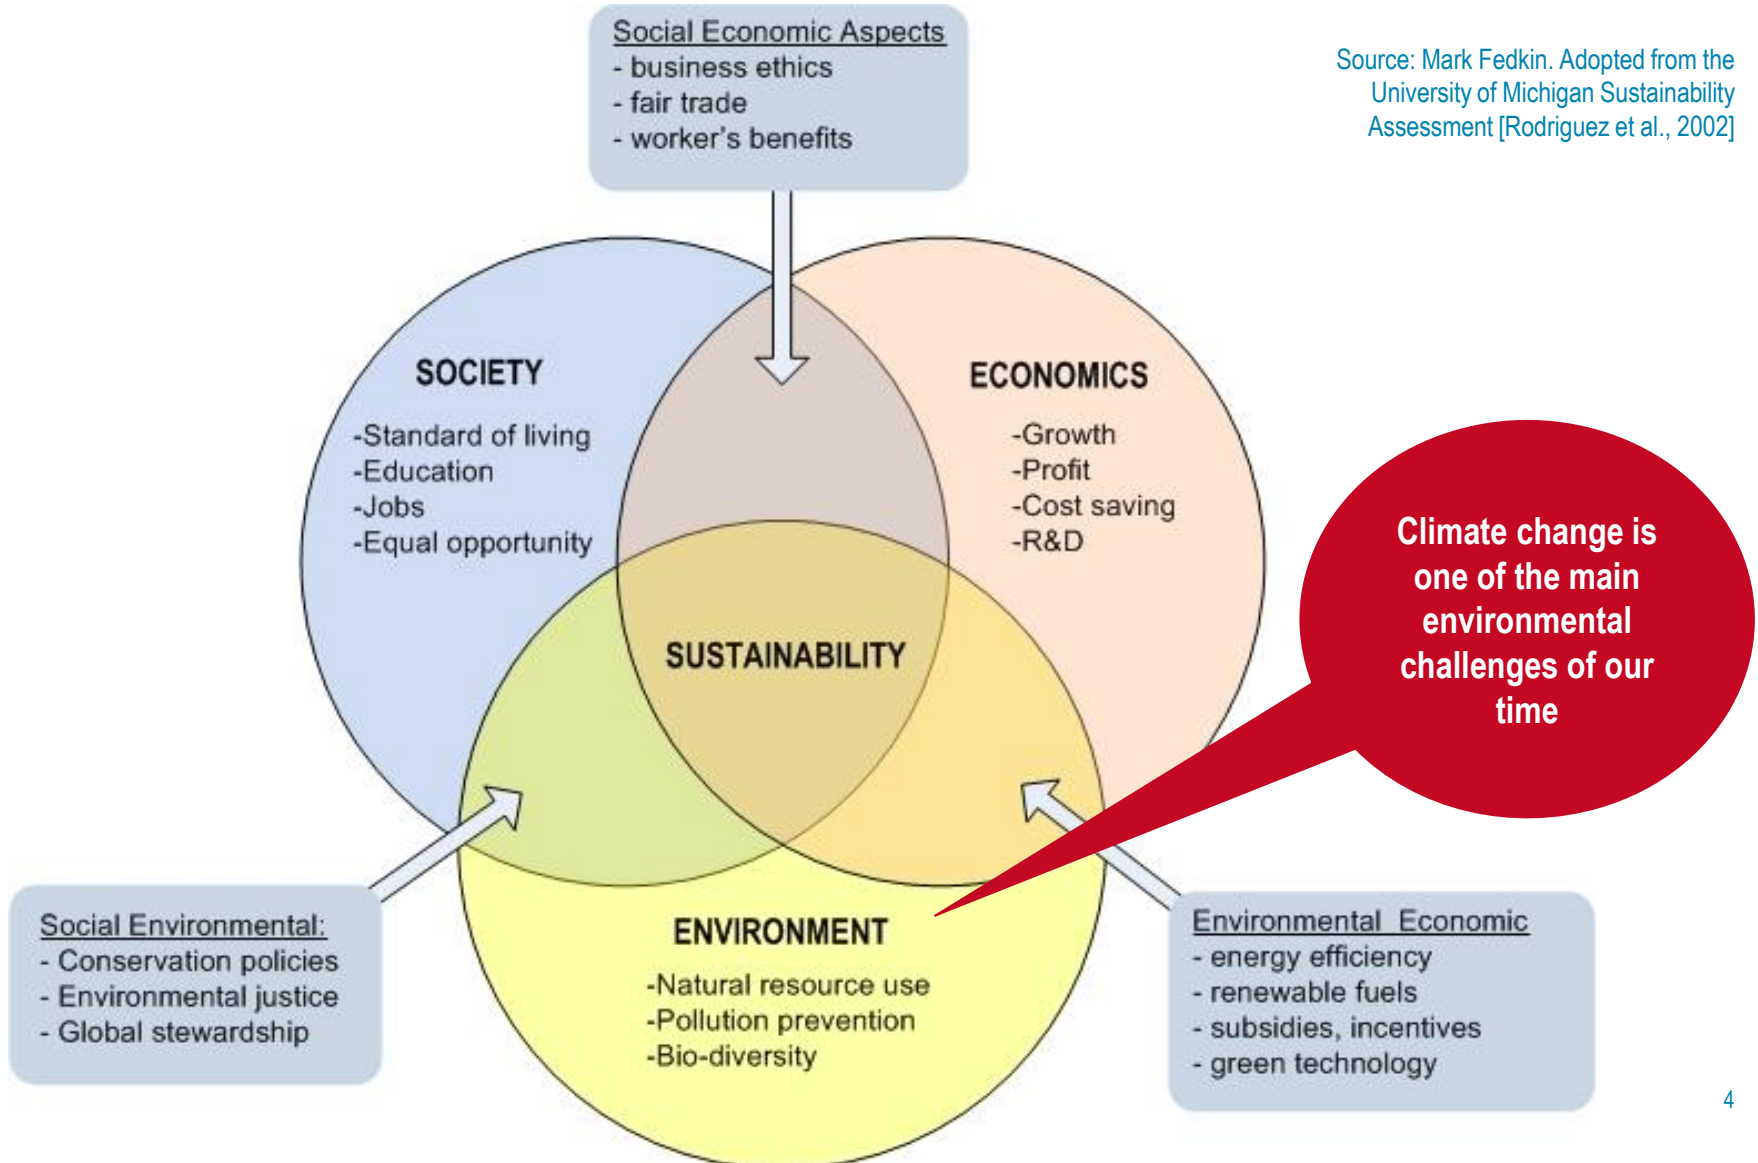 Social Economic Aspects
- business ethics
- fair trade
- worker's benefits
Source: Mark Fedkin. Adopted from the
University of Michigan Sustainability
Assessment [Rodriguez et al., 2002]
SOCIETY
-Standard of living
-Education
-Jobs
-Equal opportunity
ECONOMICS
-Growth
-Profit
-Cost saving
-R&D
Climate change is
one of the main
environmental
challenges of our
time
SUSTAINABILITY
Social Environmental:
- Conservation policies
- Environmental justice
- Global stewardship
ENVIRONMENT
-Natural resource use
-Pollution prevention
-Bio-diversity
Environmental  Economic
- energy efficiency
- renewable fuels
- subsidies, incentives
- green technology
4